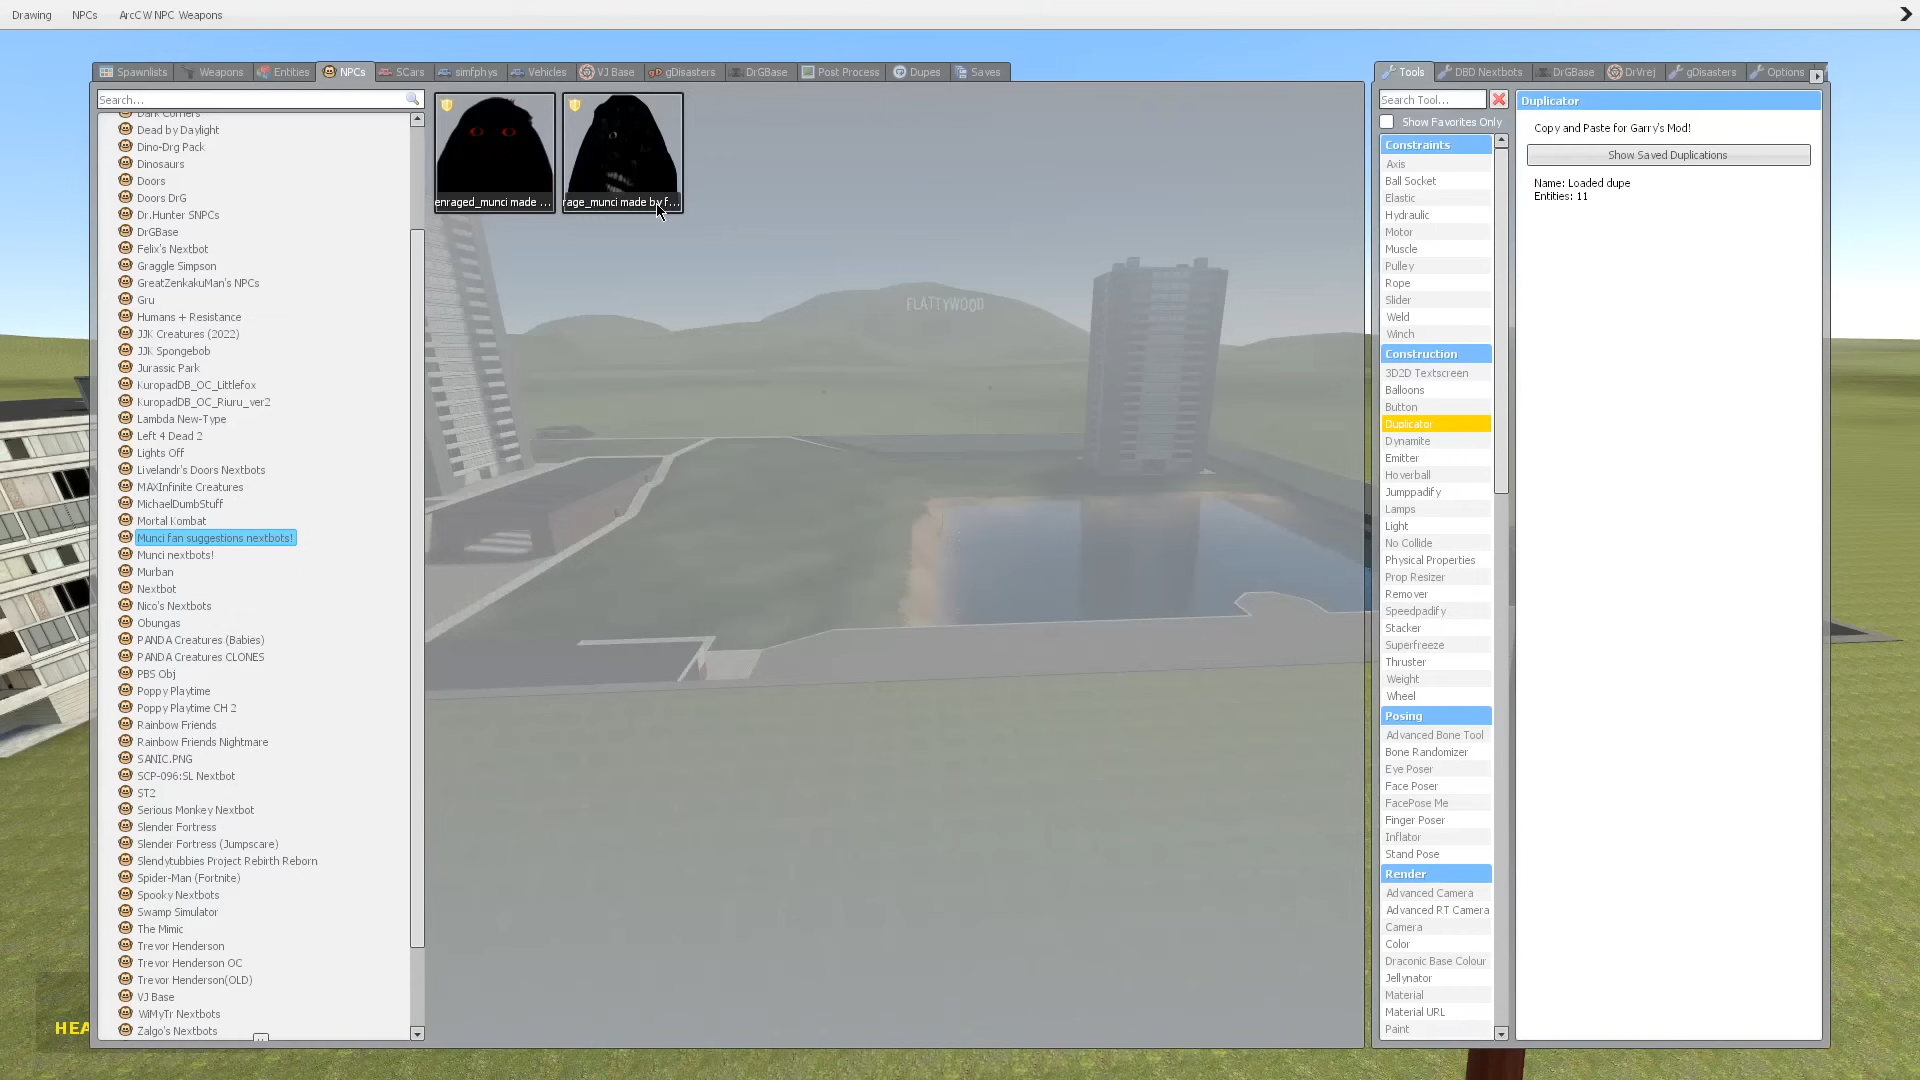 Drawing NPCs ArcCW NPC Weapons
Spawnlists Weapons Entities NPCs SCars simfphys Vehicles VJ Base gDisasters DrGBase Post Process Dupes Saves
Search...
Dark Corners
Dead by Daylight
Dino-Drg Pack
Dinosaurs
Doors
Doors DrG
Dr.Hunter SNPCs
DrGBase
Felix's Nextbot
Graggle Simpson
GreatZenkakuMan's NPCs
Gru
Humans + Resistance
JJK Creatures (2022)
JJK Spongebob
Jurassic Park
KuropadDB_OC_Littlefox
KuropadDB_OC_Riuru_ver2
Lambda New-Type
Left 4 Dead 2
Lights Off
Livelandr's Doors Nextbots
MAXInfinite Creatures
MichaelDumbStuff
Mortal Kombat
Munci fan suggestions nextbots!
Munci nextbots!
Murban
Nextbot
Nico's Nextbots
Obungas
PANDA Creatures (Babies)
PANDA Creatures CLONES
PBS Obj
Poppy Playtime
Poppy Playtime CH 2
Rainbow Friends
Rainbow Friends Nightmare
SANIC.PNG
SCP-096:SL Nextbot
ST2
Serious Monkey Nextbot
Slender Fortress
Slender Fortress (Jumpscare)
Slendytubbies Project Rebirth Reborn
Spider-Man (Fortnite)
Spooky Nextbots
Swamp Simulator
The Mimic
Trevor Henderson
Trevor Henderson OC
Trevor Henderson(OLD)
VJ Base
WiMyTr Nextbots
Zalgo's Nextbots
HEA
enraged_munci made ...
rage_munci made by f...
FLATTYWOOD
Tools DBD Nextbots DrGBase DrVrej gDisasters Options
Search Tool...
Show Favorites Only
Constraints
Axis
Ball Socket
Elastic
Hydraulic
Motor
Muscle
Pulley
Rope
Slider
Weld
Winch
Construction
3D2D Textscreen
Balloons
Button
Duplicator
Dynamite
Emitter
Hoverball
Jumppadify
Lamps
Light
No Collide
Physical Properties
Prop Resizer
Remover
Speedpadify
Stacker
Superfreeze
Thruster
Weight
Wheel
Posing
Advanced Bone Tool
Bone Randomizer
Eye Poser
Face Poser
FacePose Me
Finger Poser
Inflator
Stand Pose
Render
Advanced Camera
Advanced RT Camera
Camera
Color
Draconic Base Colour
Jellynator
Material
Material URL
Paint
Duplicator
Copy and Paste for Garry's Mod!
Show Saved Duplications
Name: Loaded dupe
Entities: 11